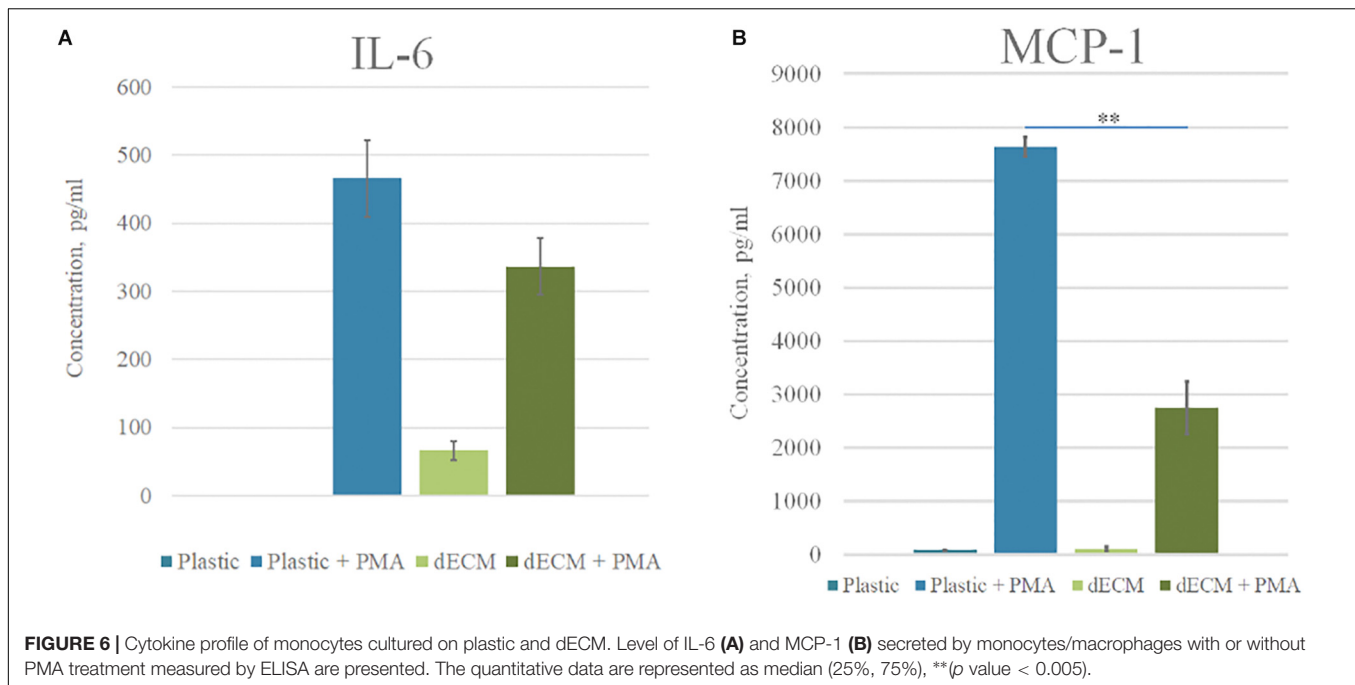 A
IL-6
600
500
400
300
200
100
0
Concentration, pg/ml
Plastic Plastic + PMA dECM dECM + PMA
B
MCP-1
9000
8000
7000
6000
5000
4000
3000
2000
1000
0
Concentration, pg/ml
**
Plastic Plastic + PMA dECM dECM + PMA
FIGURE 6 | Cytokine profile of monocytes cultured on plastic and dECM. Level of IL-6 (A) and MCP-1 (B) secreted by monocytes/macrophages with or without
PMA treatment measured by ELISA are presented. The quantitative data are represented as median (25%, 75%), **(p value < 0.005).